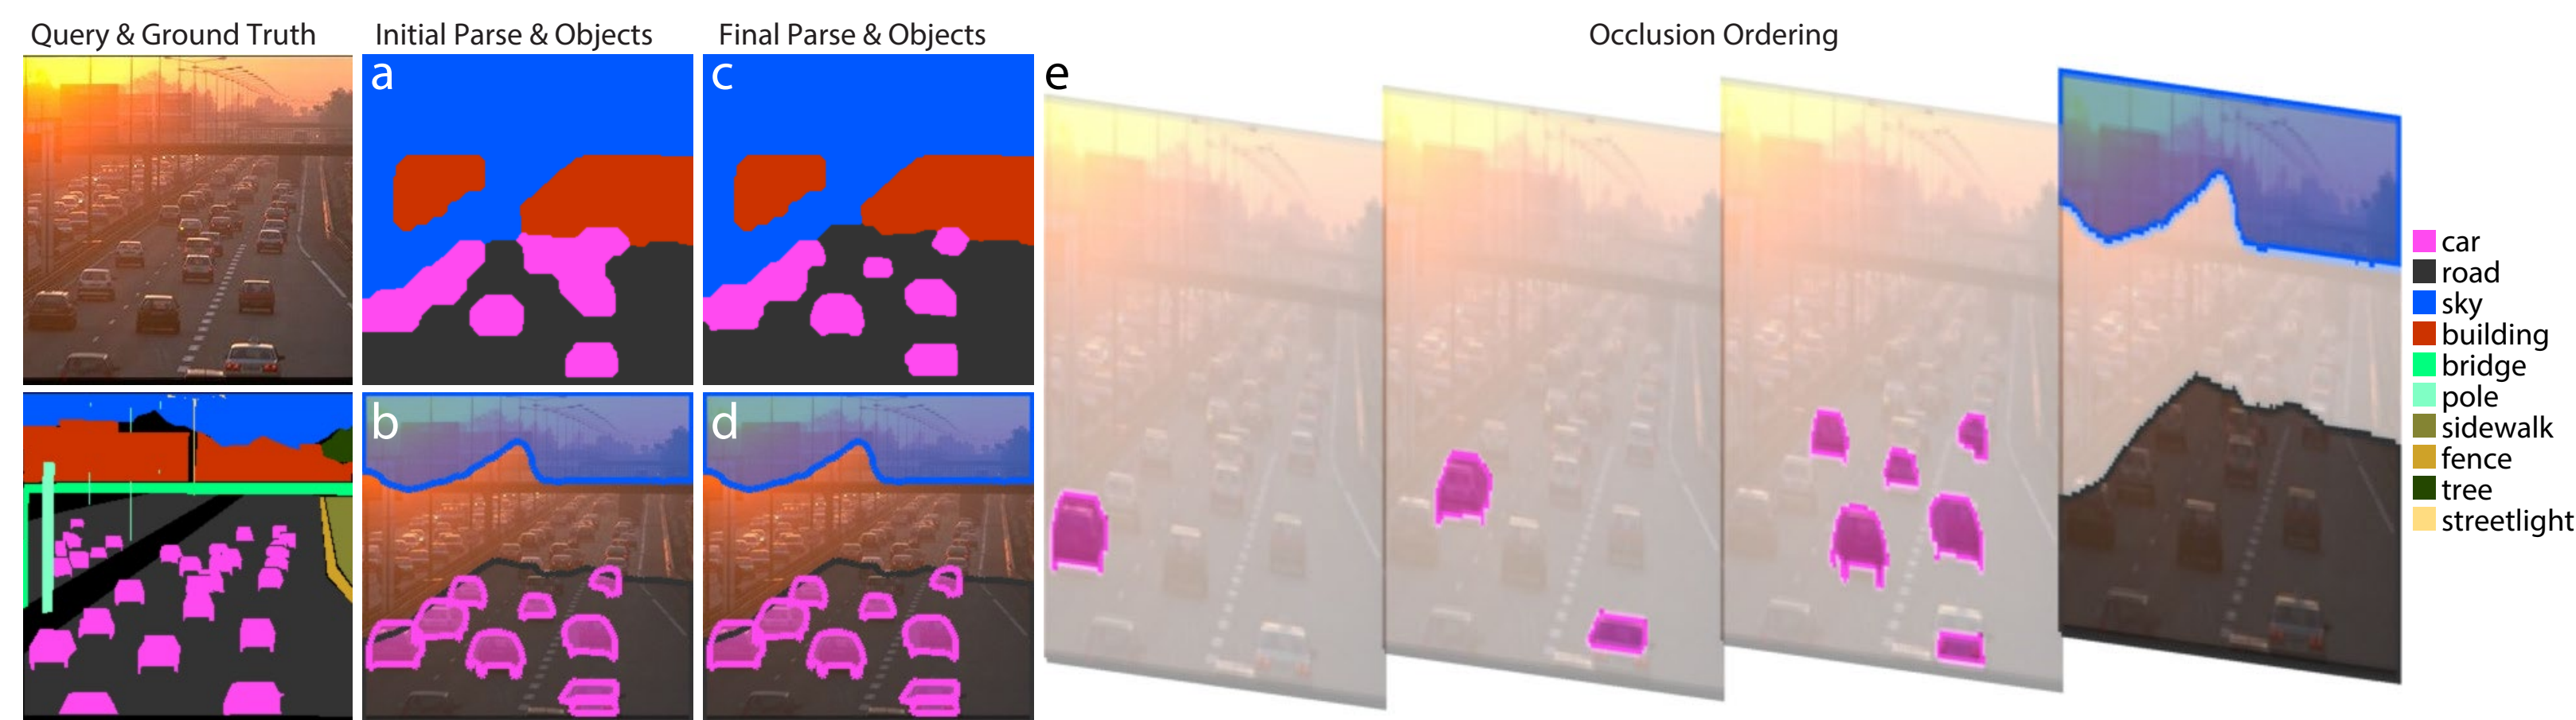 Query & Ground Truth
Initial Parse & Objects
Final Parse & Objects
Occlusion Ordering
a
c
e
b
d
car
road
sky
building
bridge
pole
sidewalk
fence
tree
streetlight